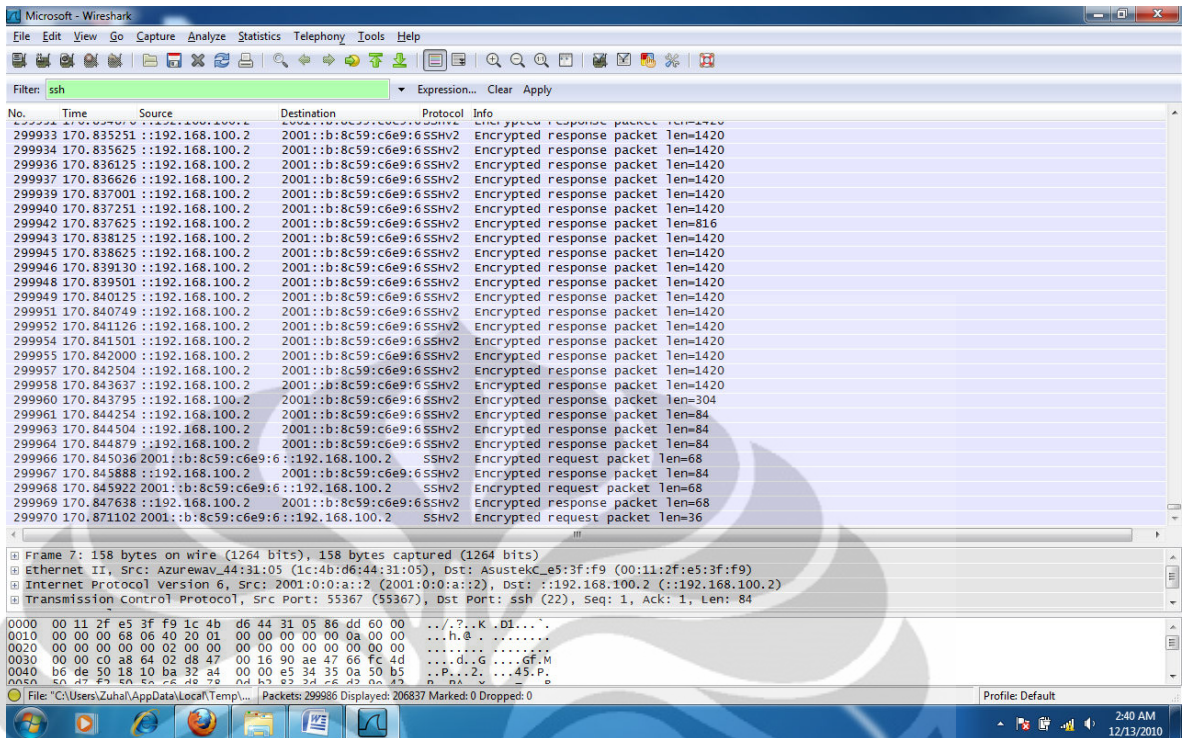 Microsoft - Wireshark
File Edit View Go Capture Analyze Statistics Telephony Tools Help
Filter: ssh Expression... Clear Apply
No. Time Source Destination Protocol Info
299933 170.835251 ::192.168.100.2 2001::b:8c59:c6e9:6 SSHv2 Encrypted response packet len=1420
299934 170.835625 ::192.168.100.2 2001::b:8c59:c6e9:6 SSHv2 Encrypted response packet len=1420
299936 170.836125 ::192.168.100.2 2001::b:8c59:c6e9:6 SSHv2 Encrypted response packet len=1420
299937 170.836626 ::192.168.100.2 2001::b:8c59:c6e9:6 SSHv2 Encrypted response packet len=1420
299939 170.837001 ::192.168.100.2 2001::b:8c59:c6e9:6 SSHv2 Encrypted response packet len=1420
299940 170.837251 ::192.168.100.2 2001::b:8c59:c6e9:6 SSHv2 Encrypted response packet len=1420
299942 170.837625 ::192.168.100.2 2001::b:8c59:c6e9:6 SSHv2 Encrypted response packet len=816
299943 170.838125 ::192.168.100.2 2001::b:8c59:c6e9:6 SSHv2 Encrypted response packet len=1420
299945 170.838625 ::192.168.100.2 2001::b:8c59:c6e9:6 SSHv2 Encrypted response packet len=1420
299946 170.839130 ::192.168.100.2 2001::b:8c59:c6e9:6 SSHv2 Encrypted response packet len=1420
299948 170.839501 ::192.168.100.2 2001::b:8c59:c6e9:6 SSHv2 Encrypted response packet len=1420
299949 170.840125 ::192.168.100.2 2001::b:8c59:c6e9:6 SSHv2 Encrypted response packet len=1420
299951 170.840749 ::192.168.100.2 2001::b:8c59:c6e9:6 SSHv2 Encrypted response packet len=1420
299952 170.841126 ::192.168.100.2 2001::b:8c59:c6e9:6 SSHv2 Encrypted response packet len=1420
299954 170.841501 ::192.168.100.2 2001::b:8c59:c6e9:6 SSHv2 Encrypted response packet len=1420
299955 170.842000 ::192.168.100.2 2001::b:8c59:c6e9:6 SSHv2 Encrypted response packet len=1420
299957 170.842504 ::192.168.100.2 2001::b:8c59:c6e9:6 SSHv2 Encrypted response packet len=1420
299958 170.843637 ::192.168.100.2 2001::b:8c59:c6e9:6 SSHv2 Encrypted response packet len=1420
299960 170.843795 ::192.168.100.2 2001::b:8c59:c6e9:6 SSHv2 Encrypted response packet len=304
299961 170.844254 ::192.168.100.2 2001::b:8c59:c6e9:6 SSHv2 Encrypted response packet len=84
299963 170.844504 ::192.168.100.2 2001::b:8c59:c6e9:6 SSHv2 Encrypted response packet len=84
299964 170.844879 ::192.168.100.2 2001::b:8c59:c6e9:6 SSHv2 Encrypted response packet len=84
299966 170.845036 2001::b:8c59:c6e9:6 ::192.168.100.2 SSHv2 Encrypted request packet len=68
299967 170.845888 ::192.168.100.2 2001::b:8c59:c6e9:6 SSHv2 Encrypted response packet len=84
299968 170.845922 2001::b:8c59:c6e9:6 ::192.168.100.2 SSHv2 Encrypted request packet len=68
299969 170.847638 ::192.168.100.2 2001::b:8c59:c6e9:6 SSHv2 Encrypted response packet len=68
299970 170.871102 2001::b:8c59:c6e9:6 ::192.168.100.2 SSHv2 Encrypted request packet len=36
Frame 7: 158 bytes on wire (1264 bits), 158 bytes captured (1264 bits)
Ethernet II, Src: Azurewav_44:31:05 (1c:4b:d6:44:31:05), Dst: AsustekC_e5:3f:f9 (00:11:2f:e5:3f:f9)
Internet Protocol Version 6, Src: 2001:0:0:a::2 (2001:0:0:a::2), Dst: ::192.168.100.2 (::192.168.100.2)
Transmission Control Protocol, Src Port: 55367 (55367), Dst Port: ssh (22), Seq: 1, Ack: 1, Len: 84
0000 00 11 2f e5 3f f9 1c 4b d6 44 31 05 86 dd 60 00 ../.?..K .D1...`.
0010 00 00 00 68 06 40 20 01 00 00 00 00 00 0a 00 00 ...h.@ . ........
0020 00 00 00 00 00 02 00 00 00 00 00 00 00 00 00 00 ........ ........
0030 00 00 c0 a8 64 02 d8 47 00 16 90 ae 47 66 fc 4d ....d..G ....Gf.M
0040 b6 de 50 18 10 ba 32 a4 00 00 e5 34 35 0a 50 b5 ..P...2. ...45.P.
File: "C:\Users\Zuhal\AppData\Local\Temp\... Packets: 299986 Displayed: 206837 Marked: 0 Dropped: 0 Profile: Default
2:40 AM
12/13/2010